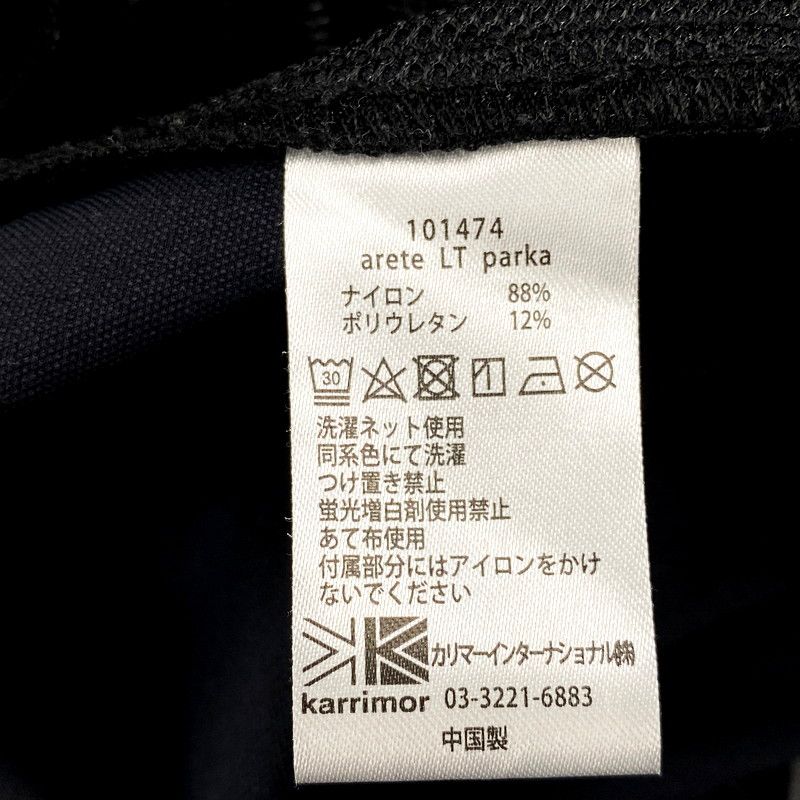 101474
arete LT parka
ナイロン 88%
ポリウレタン 12%
30
洗濯ネット使用
同系色にて洗濯
つけ置き禁止
蛍光増白剤使用禁止
あて布使用
付属部分にはアイロンをかけ
ないでください
カリマーインターナショナル㈱
karrimor 03-3221-6883
中国製